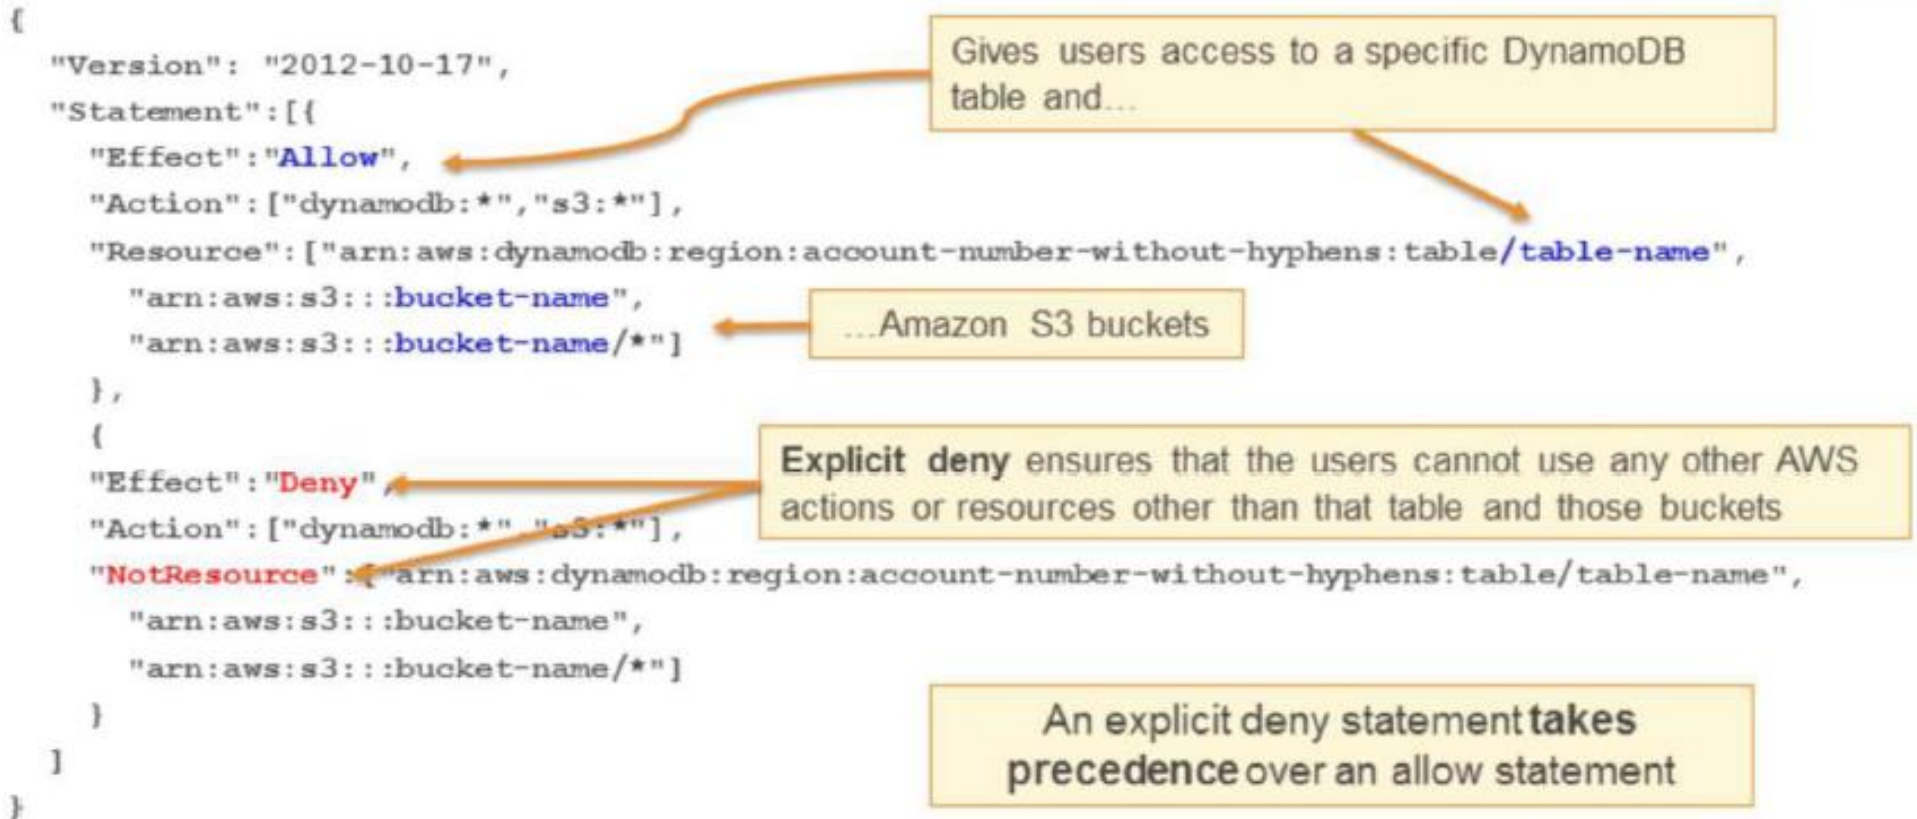 {
"Version": "2012-10-17",
"Statement":[{
"Effect":"Allow",
"Action":["dynamodb:*","s3:*"],
"Resource":["arn:aws:dynamodb:region:account-number-without-hyphens:table/table-name",
"arn:aws:s3:::bucket-name",
"arn:aws:s3:::bucket-name/*"]
},
{
"Effect":"Deny",
"Action":["dynamodb:*","s3:*"],
"NotResource":["arn:aws:dynamodb:region:account-number-without-hyphens:table/table-name",
"arn:aws:s3:::bucket-name",
"arn:aws:s3:::bucket-name/*"]
}
]
}
Gives users access to a specific DynamoDB
table and...
...Amazon S3 buckets
Explicit deny ensures that the users cannot use any other AWS
actions or resources other than that table and those buckets
An explicit deny statement takes
precedence over an allow statement